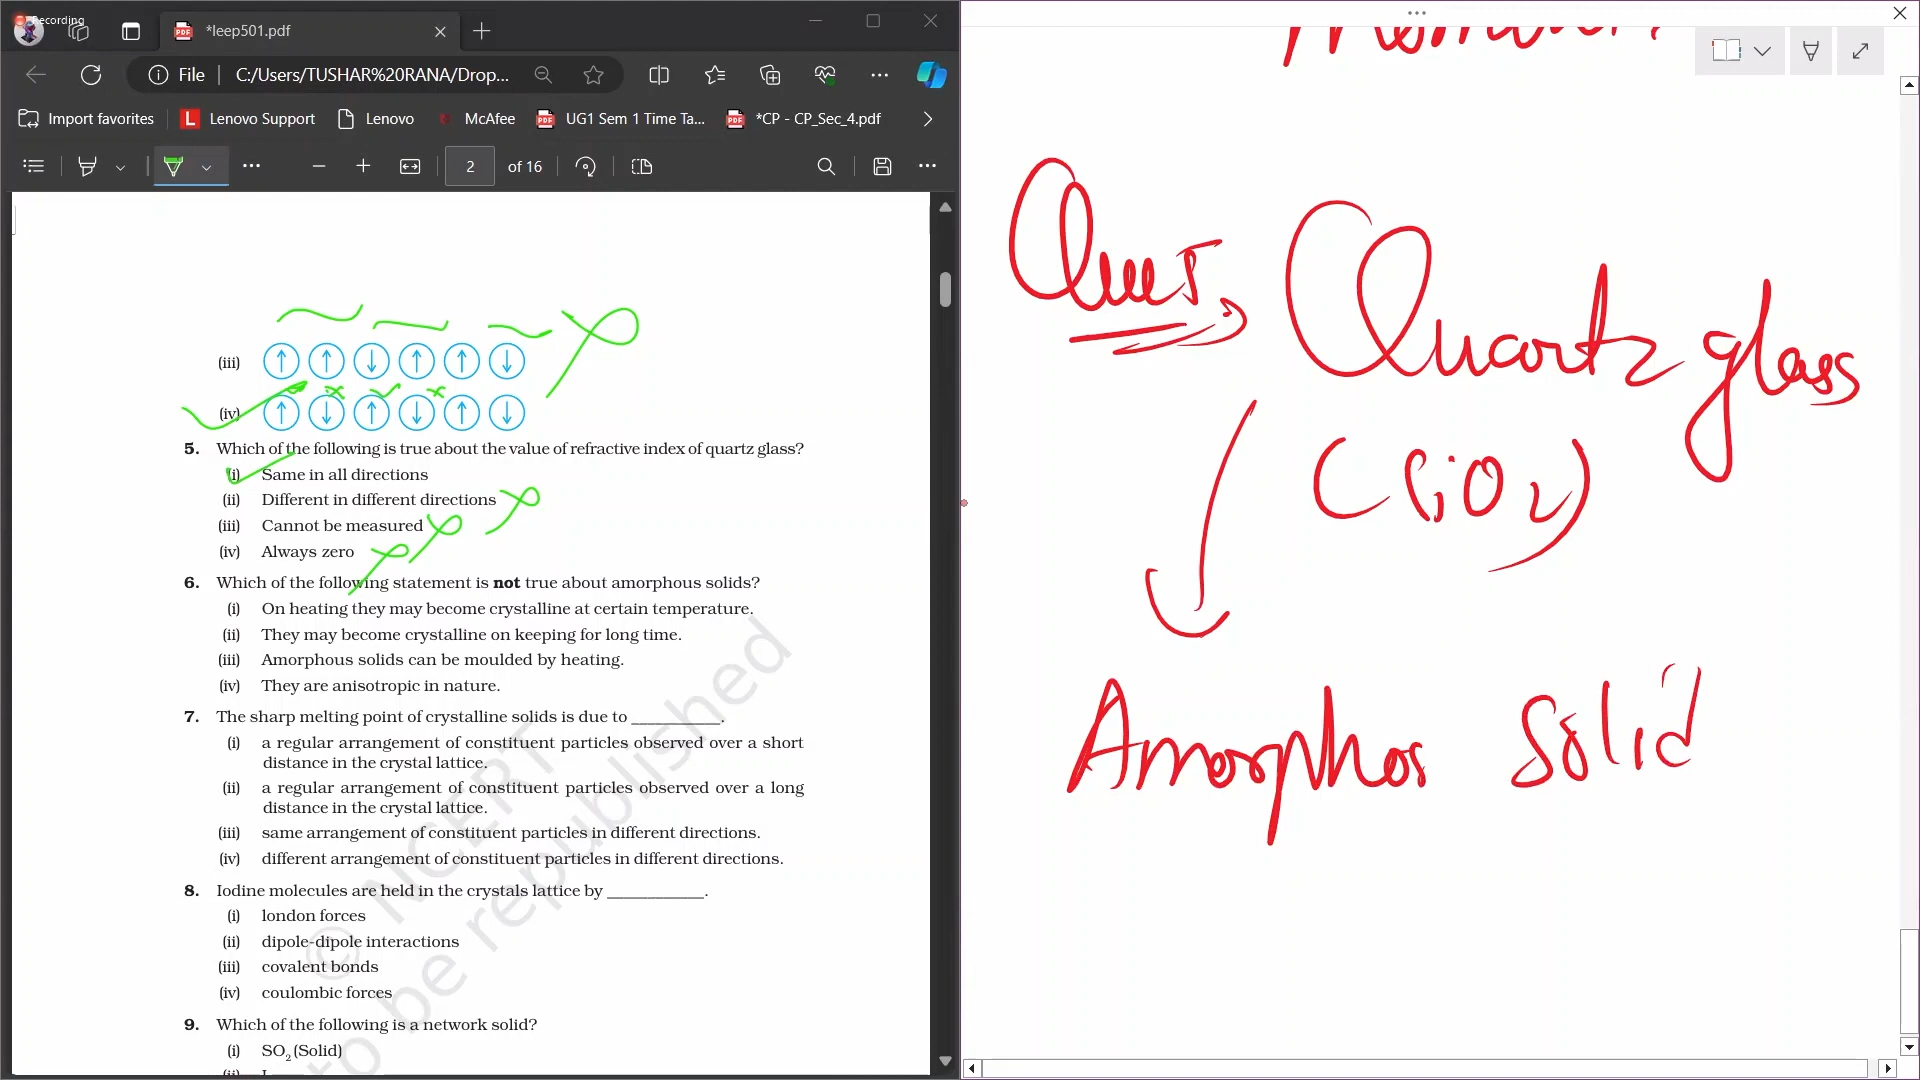 Recording
*leep501.pdf
File
C:/Users/TUSHAR%20RANA/Drop...
Import favorites
Lenovo Support
Lenovo
McAfee
UG1 Sem 1 Time Ta...
*CP - CP_Sec_4.pdf
2 of 16
(iii)
(iv)
5. Which of the following is true about the value of refractive index of quartz glass?
(i) Same in all directions
(ii) Different in different directions
(iii) Cannot be measured
(iv) Always zero
6. Which of the following statement is not true about amorphous solids?
(i) On heating they may become crystalline at certain temperature.
(ii) They may become crystalline on keeping for long time.
(iii) Amorphous solids can be moulded by heating.
(iv) They are anisotropic in nature.
7. The sharp melting point of crystalline solids is due to ___________.
(i) a regular arrangement of constituent particles observed over a short
distance in the crystal lattice.
(ii) a regular arrangement of constituent particles observed over a long
distance in the crystal lattice.
(iii) same arrangement of constituent particles in different directions.
(iv) different arrangement of constituent particles in different directions.
8. Iodine molecules are held in the crystals lattice by ____________.
(i) london forces
(ii) dipole-dipole interactions
(iii) covalent bonds
(iv) coulombic forces
9. Which of the following is a network solid?
(i) SO2 (Solid)
© NCERT
to be republished
Ques
Quartz glass
(SiO2)
Amorphos Solid